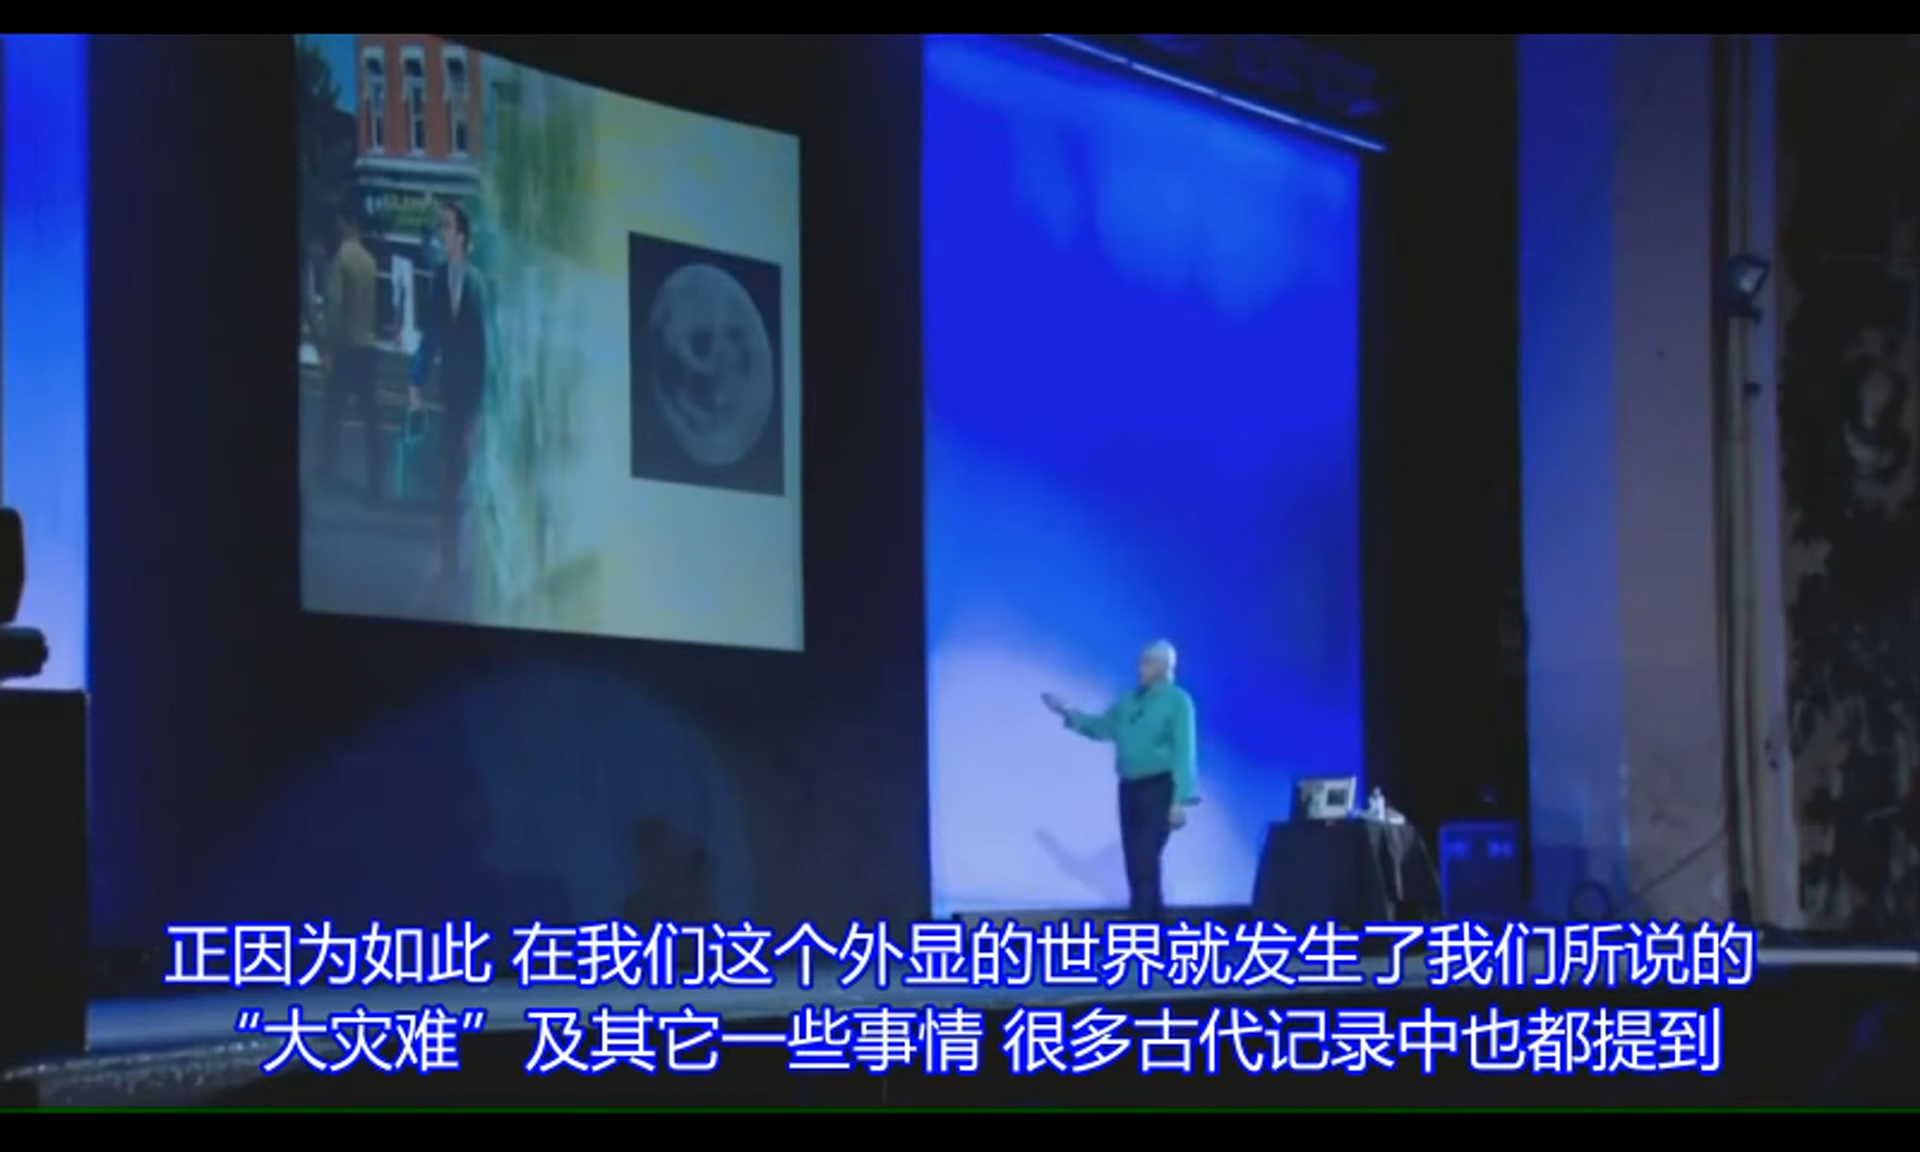 正因为如此 在我们这个外显的世界就发生了我们所说的
“大灾难”及其它一些事情 很多古代记录中也都提到